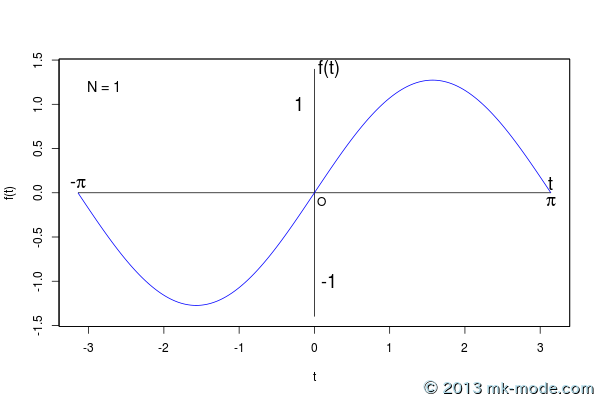 f(t)
N = 1
1
-π
t
π
O
-1
1.5
1.0
0.5
0.0
-0.5
-1.0
-1.5
f(t)
-3
-2
-1
0
1
2
3
t
© 2013 mk-mode.com